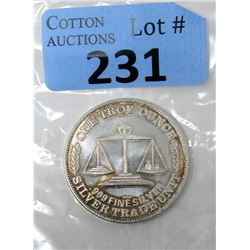 COTTON
AUCTIONS
Lot #
231
ONE TROY OUNCE
999 FINE SILVER
SILVER TRADE UNIT